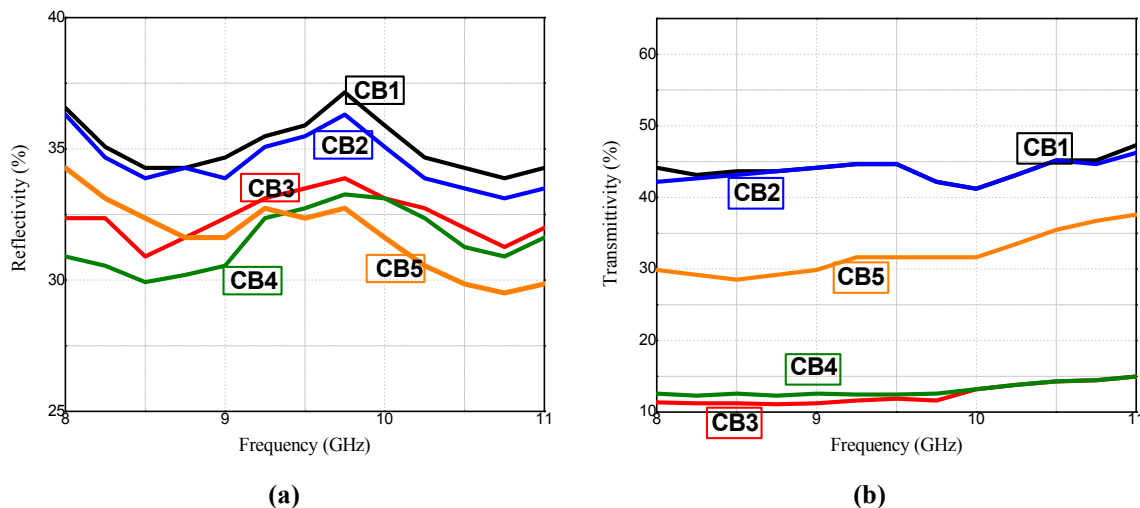 40
35
30
25
Reflectivity (%)
CB1
CB2
CB3
CB4
CB5
8
9
10
11
Frequency (GHz)
(a)
60
50
40
30
20
10
Transmittivity (%)
CB1
CB2
CB5
CB4
CB3
8
9
10
11
Frequency (GHz)
(b)